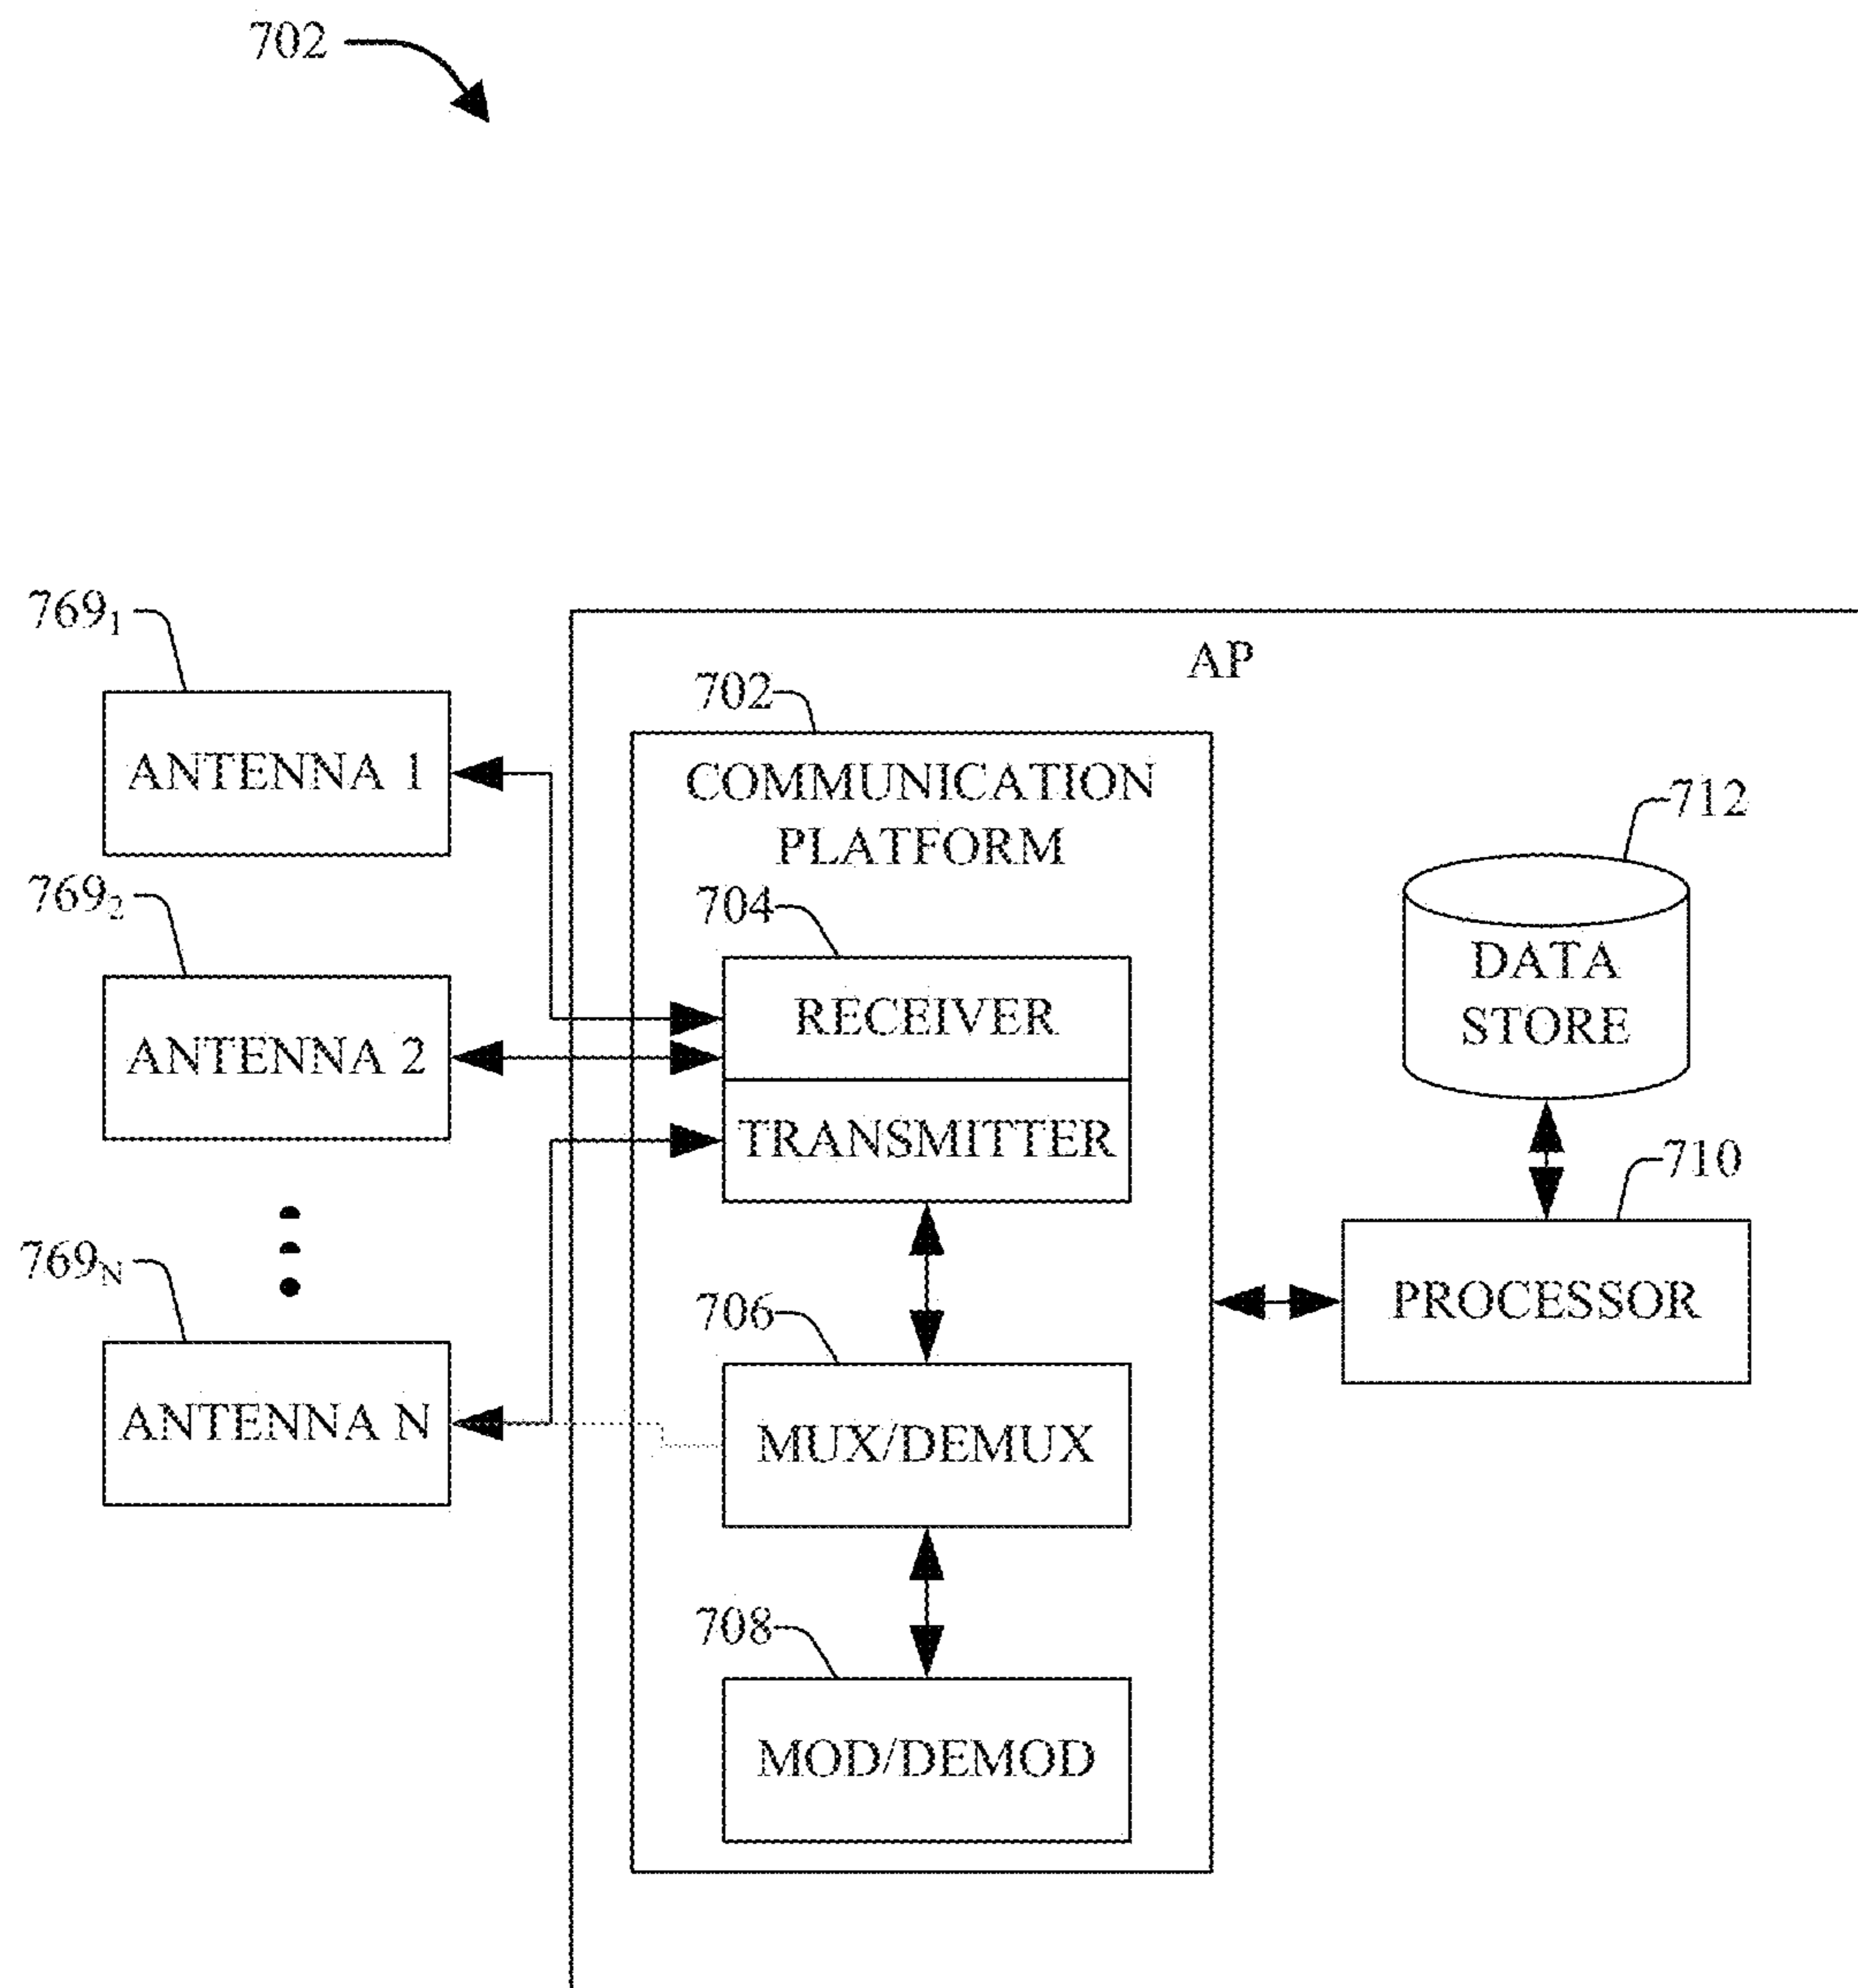 702
769₁
AP
702
ANTENNA 1
COMMUNICATION
PLATFORM
712
769₂
704
DATA
STORE
RECEIVER
ANTENNA 2
TRANSMITTER
710
769N
706
PROCESSOR
ANTENNA N
MUX/DEMUX
708
MOD/DEMOD